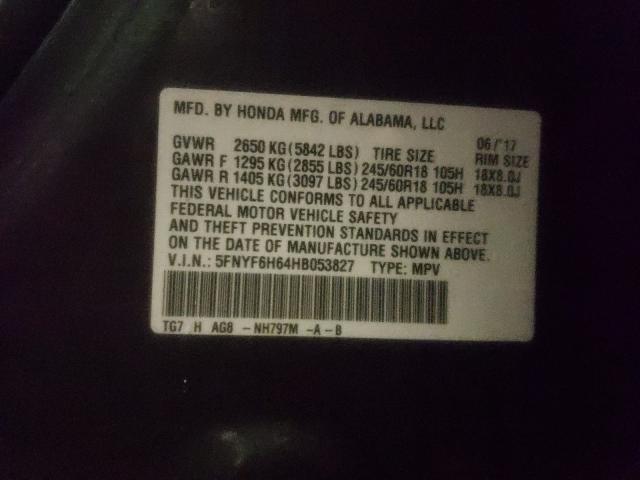 MFD. BY HONDA MFG. OF ALABAMA, LLC
06/'17
GVWR 2650 KG(5842 LBS) TIRE SIZE RIM SIZE
GAWR F 1295 KG(2855 LBS)245/60R18 105H 18X8.0J
GAWR R 1405 KG(3097 LBS)245/60R18 105H 18X8.0J
THIS VEHICLE CONFORMS TO ALL APPLICABLE
FEDERAL MOTOR VEHICLE SAFETY
AND THEFT PREVENTION STANDARDS IN EFFECT
ON THE DATE OF MANUFACTURE SHOWN ABOVE.
V.I.N.: 5FNYF6H64HB053827 TYPE: MPV
TG7 H AG8 - NH797M -A-B